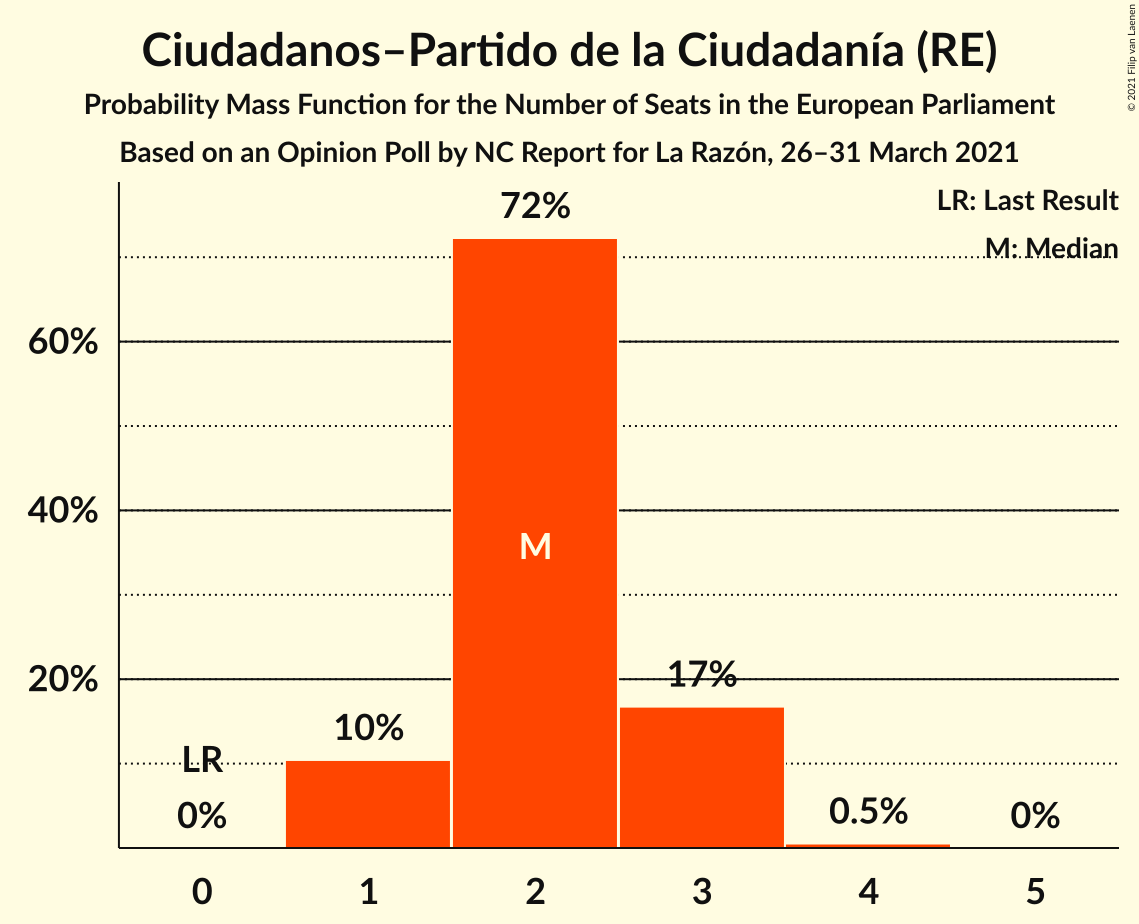 Ciudadanos–Partido de la Ciudadanía (RE)
Probability Mass Function for the Number of Seats in the European Parliament
Based on an Opinion Poll by NC Report for La Razón, 26–31 March 2021
© 2021 Filip van Laenen
LR: Last Result
M: Median
72%
60%
40%
M
20%
17%
10%
LR
0%
0.5%
0%
0 1 2 3 4 5